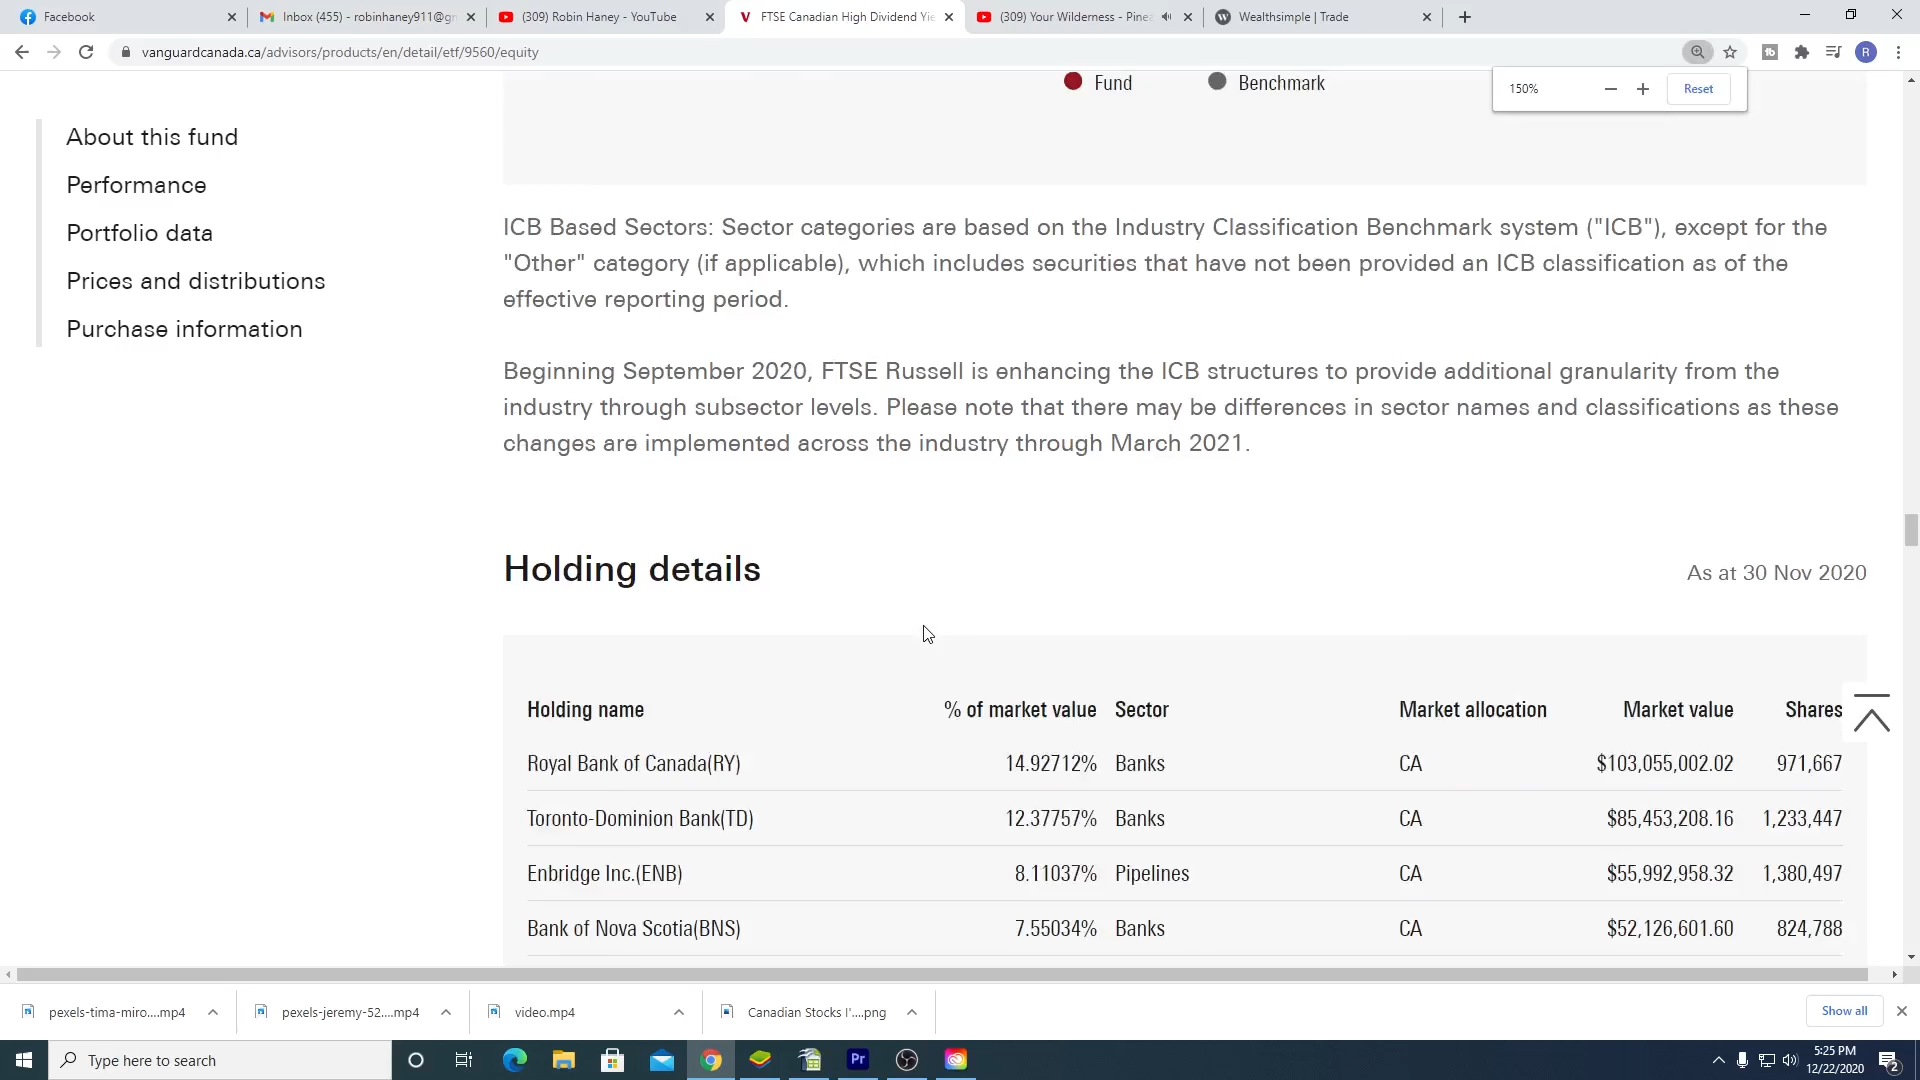 Facebook
Inbox (455) - robinhaney911@gm
(309) Robin Haney - YouTube
FTSE Canadian High Dividend Yie
(309) Your Wilderness - Pinea
Wealthsimple | Trade
vanguardcanada.ca/advisors/products/en/detail/etf/9560/equity
R
150%
Reset
Fund
Benchmark
About this fund
Performance
Portfolio data
Prices and distributions
Purchase information
ICB Based Sectors: Sector categories are based on the Industry Classification Benchmark system ("ICB"), except for the
"Other" category (if applicable), which includes securities that have not been provided an ICB classification as of the
effective reporting period.
Beginning September 2020, FTSE Russell is enhancing the ICB structures to provide additional granularity from the
industry through subsector levels. Please note that there may be differences in sector names and classifications as these
changes are implemented across the industry through March 2021.
Holding details
As at 30 Nov 2020
Holding name % of market value Sector Market allocation Market value Shares
Royal Bank of Canada(RY) 14.92712% Banks CA $103,055,002.02 971,667
Toronto-Dominion Bank(TD) 12.37757% Banks CA $85,453,208.16 1,233,447
Enbridge Inc.(ENB) 8.11037% Pipelines CA $55,992,958.32 1,380,497
Bank of Nova Scotia(BNS) 7.55034% Banks CA $52,126,601.60 824,788
pexels-tima-miro....mp4
pexels-jeremy-52....mp4
video.mp4
Canadian Stocks I'....png
Show all
Type here to search
Pr
5:25 PM
12/22/2020
2